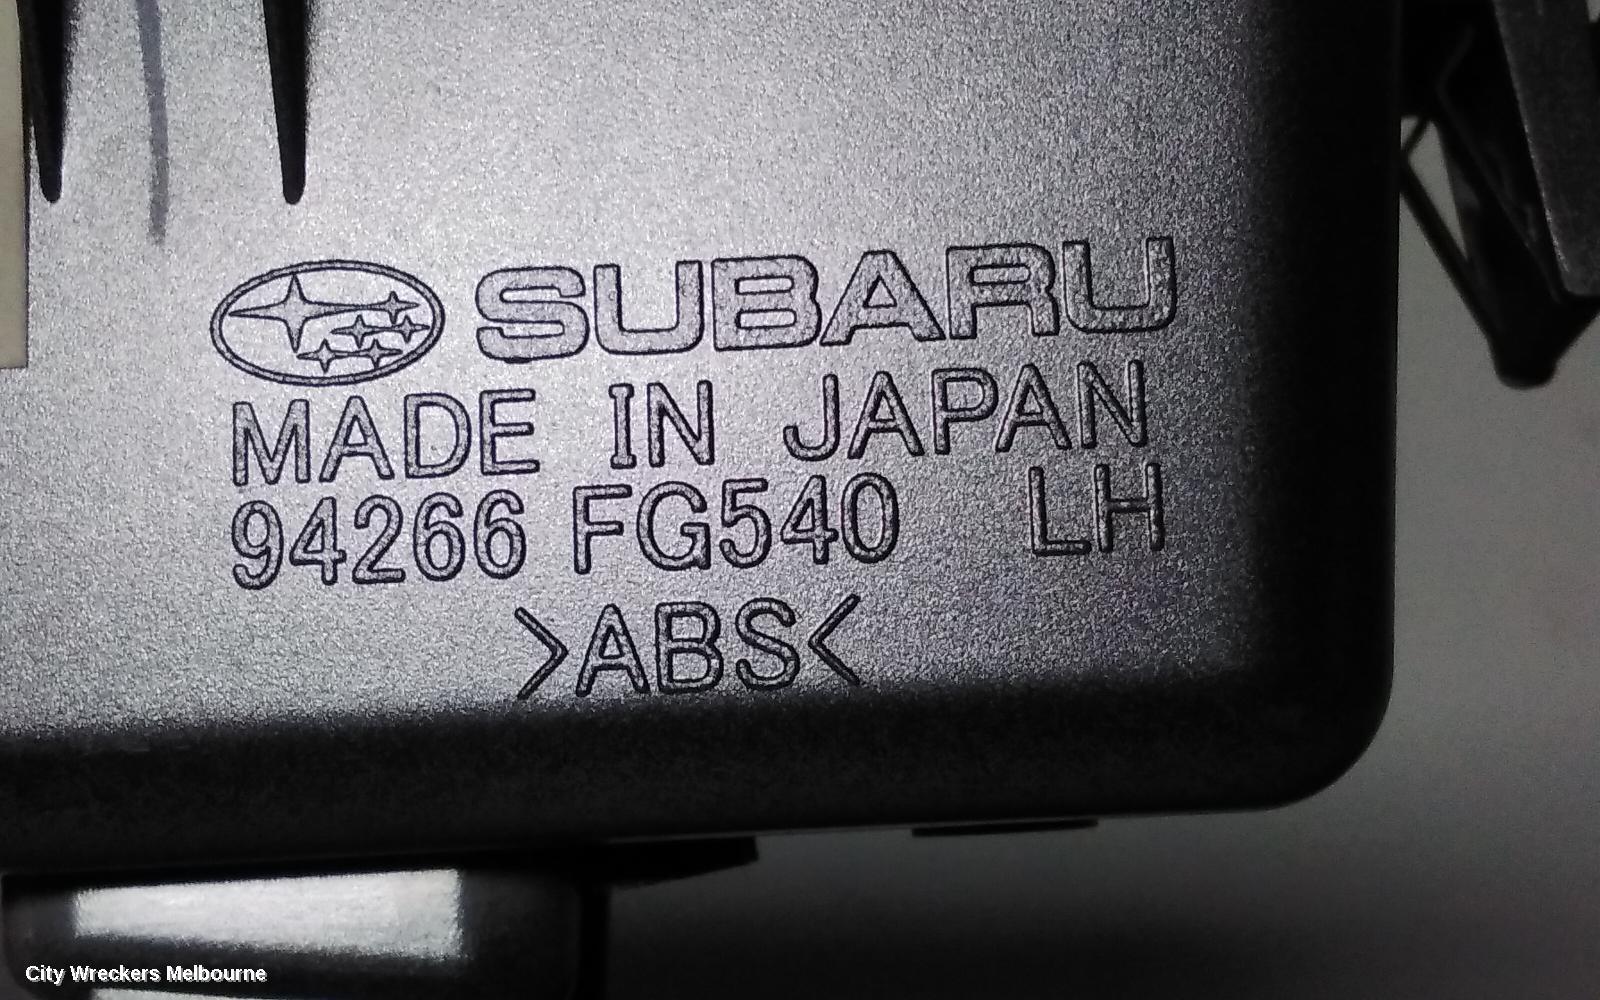 SUBARU
MADE IN JAPAN
94266 FG540 LH
>ABS<
City Wreckers Melbourne